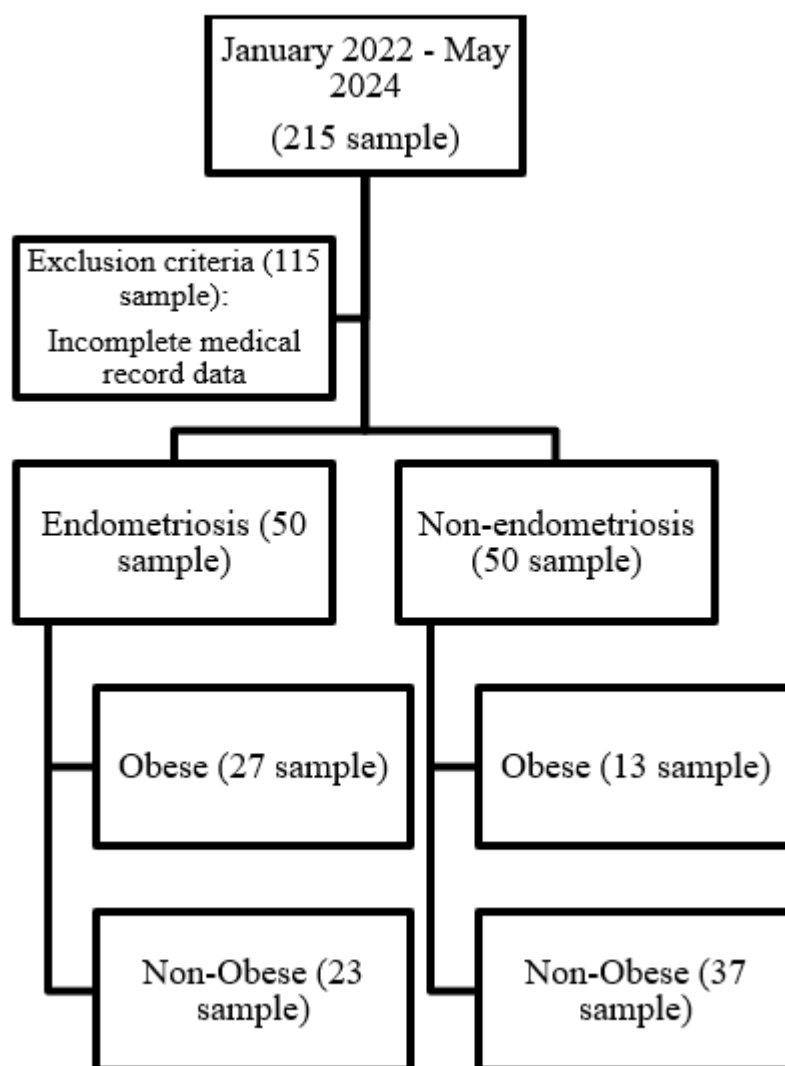 January 2022 - May
2024
(215 sample)
Exclusion criteria (115
sample):
Incomplete medical
record data
Endometriosis (50
sample)
Non-endometriosis
(50 sample)
Obese (27 sample)
Obese (13 sample)
Non-Obese (23
sample)
Non-Obese (37
sample)